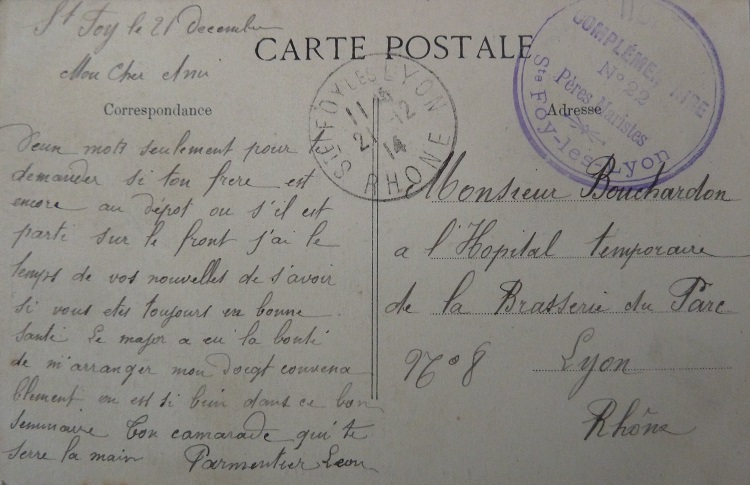 St Foy le 21 Decembre
Mon Cher Ami
CARTE POSTALE
Correspondance
Deux mots seulement pour te
demander si ton frere est
encore au dépot ou s'il est
parti sur le front j'ai le
temps de vos nouvelles de savoir
si vous etes toujours en bonne
santé Le major a eu la bonté
de m'arranger mon doigt convena
blement on est si bien dans ce bon
seminaire Ton camarade qui te
serre la main Parmentier Leon
STE FOY LES LYON
11 12
21 14
RHONE
COMPLÉMENTAIRE
N° 22
Pères Maristes
Ste Foy-les-Lyon
Adresse
Monsieur Bouchardon
a l'Hopital temporaire
de la Brasserie du Parc
N° 8 Lyon
Rhône